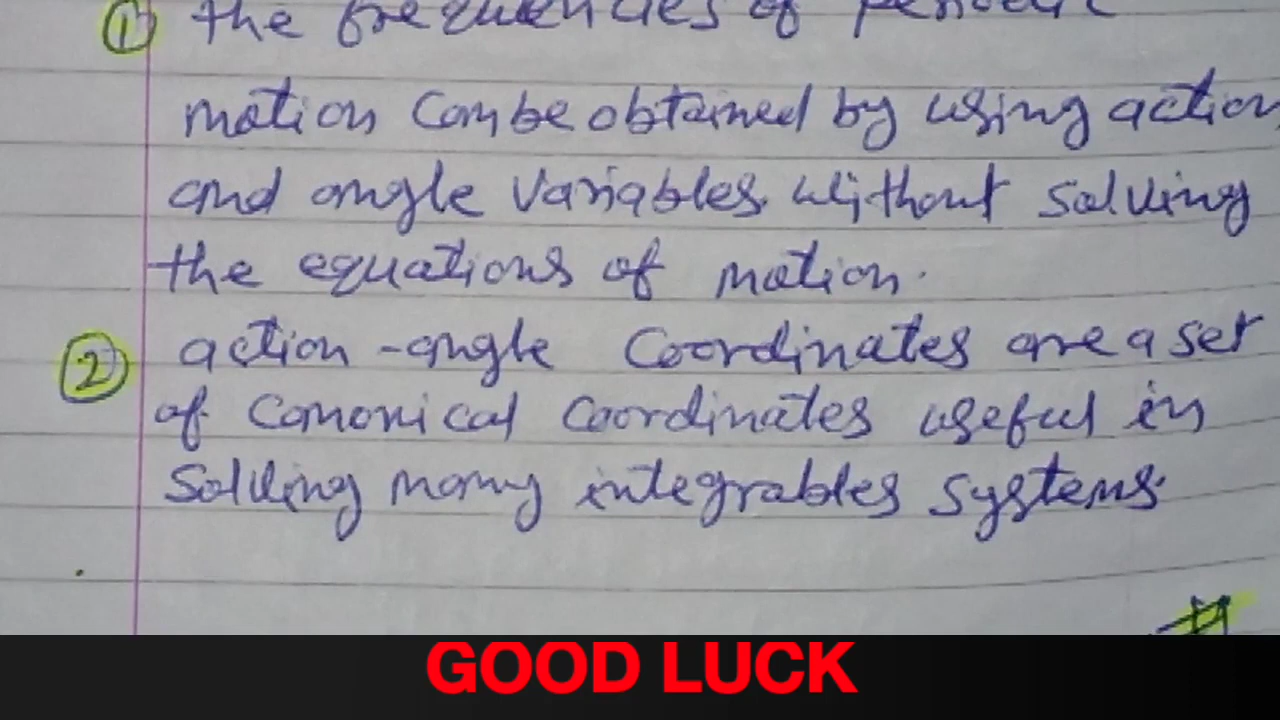 ① the frequencies of periodic
motion can be obtained by using action
and angle variables. without solving
the equations of motion.
② action-angle coordinates are a set
of canonical coordinates useful in
solving many integrables systems.
GOOD LUCK